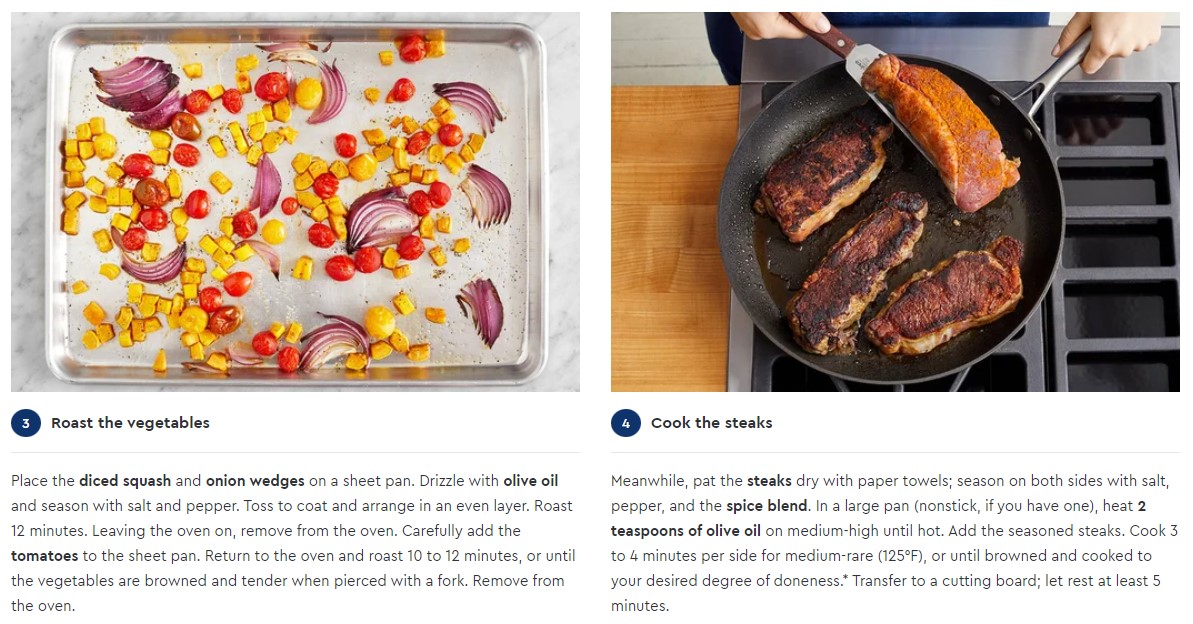 3 Roast the vegetables
Place the diced squash and onion wedges on a sheet pan. Drizzle with olive oil
and season with salt and pepper. Toss to coat and arrange in an even layer. Roast
12 minutes. Leaving the oven on, remove from the oven. Carefully add the
tomatoes to the sheet pan. Return to the oven and roast 10 to 12 minutes, or until
the vegetables are browned and tender when pierced with a fork. Remove from
the oven.
4 Cook the steaks
Meanwhile, pat the steaks dry with paper towels; season on both sides with salt,
pepper, and the spice blend. In a large pan (nonstick, if you have one), heat 2
teaspoons of olive oil on medium-high until hot. Add the seasoned steaks. Cook 3
to 4 minutes per side for medium-rare (125°F), or until browned and cooked to
your desired degree of doneness.* Transfer to a cutting board; let rest at least 5
minutes.